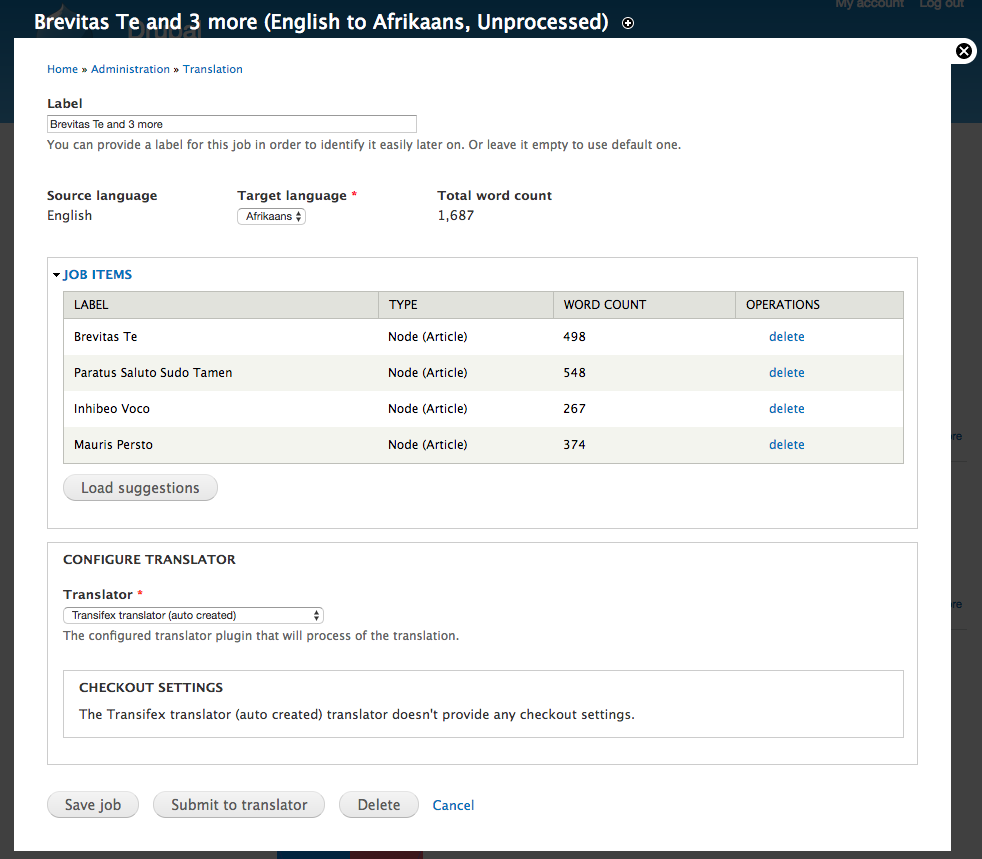 My account Log out
Brevitas Te and 3 more (English to Afrikaans, Unprocessed)
Drupal
Home » Administration » Translation
Label
Brevitas Te and 3 more
You can provide a label for this job in order to identify it easily later on. Or leave it empty to use default one.
Source language Target language * Total word count
English Afrikaans 1,687
JOB ITEMS
LABEL TYPE WORD COUNT OPERATIONS
Brevitas Te Node (Article) 498 delete
Paratus Saluto Sudo Tamen Node (Article) 548 delete
Inhibeo Voco Node (Article) 267 delete
Mauris Persto Node (Article) 374 delete
Load suggestions
CONFIGURE TRANSLATOR
Translator *
Transifex translator (auto created)
The configured translator plugin that will process of the translation.
CHECKOUT SETTINGS
The Transifex translator (auto created) translator doesn't provide any checkout settings.
Save job Submit to translator Delete Cancel